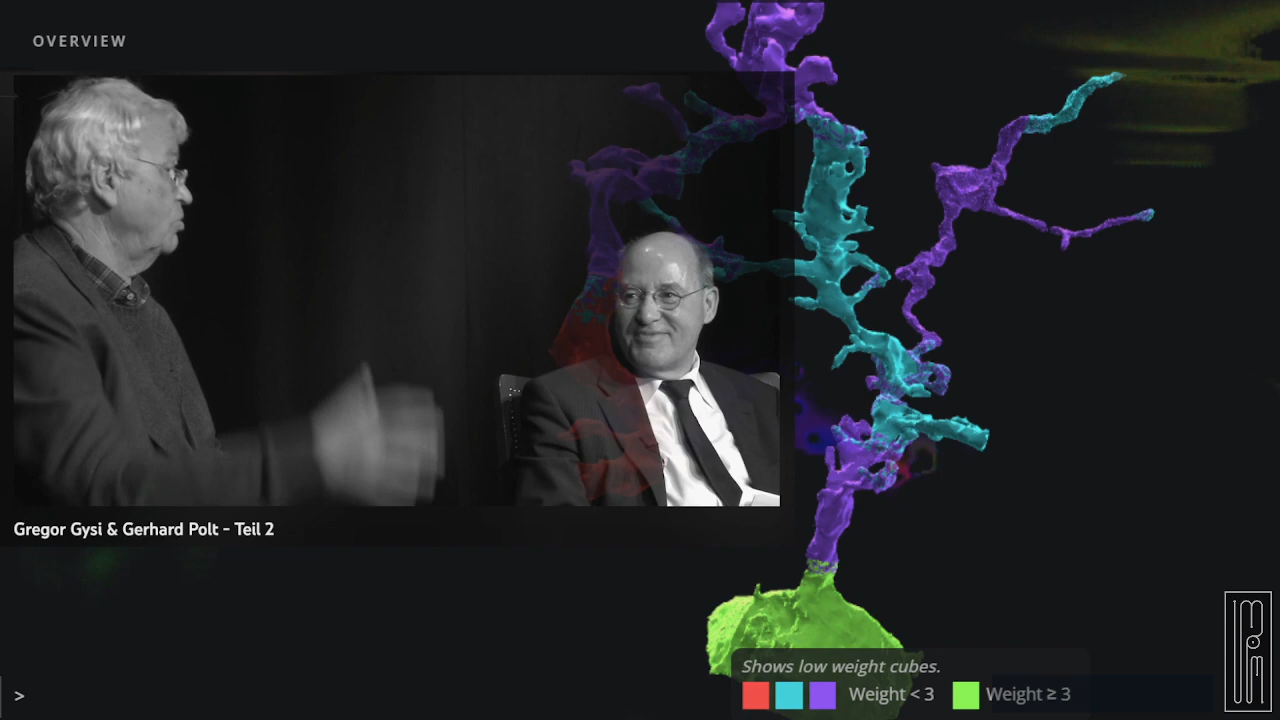 OVERVIEW
Gregor Gysi & Gerhard Polt - Teil 2
Shows low weight cubes.
Weight < 3 Weight ≥ 3
>